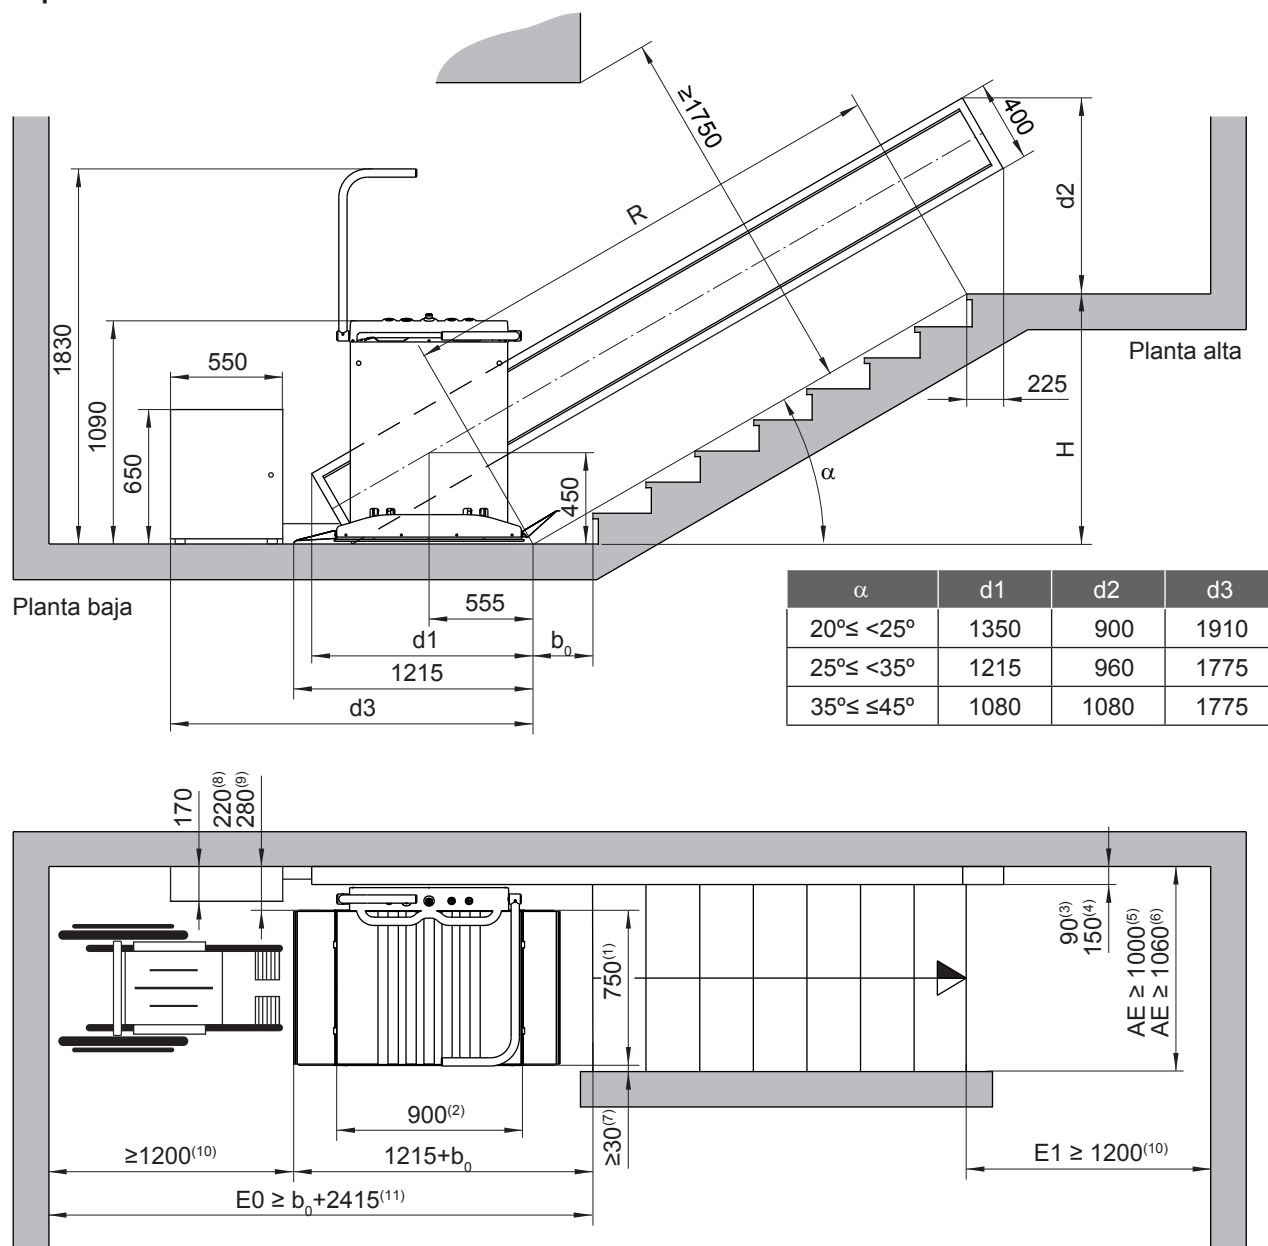 ≥1750
400
d2
R
1830
1090
550
650
450
α
H
225
Planta alta
Planta baja
555
d1
b₀
1215
d3
α d1 d2 d3
20º≤ <25º 1350 900 1910
25º≤ <35º 1215 960 1775
35º≤ ≤45º 1080 1080 1775
170
220⁽⁸⁾
280⁽⁹⁾
90⁽³⁾
150⁽⁴⁾
AE ≥ 1000⁽⁵⁾
AE ≥ 1060⁽⁶⁾
750⁽¹⁾
900⁽²⁾
≥30⁽⁷⁾
≥1200⁽¹⁰⁾
1215+b₀
E1 ≥ 1200⁽¹⁰⁾
E0 ≥ b₀+2415⁽¹¹⁾